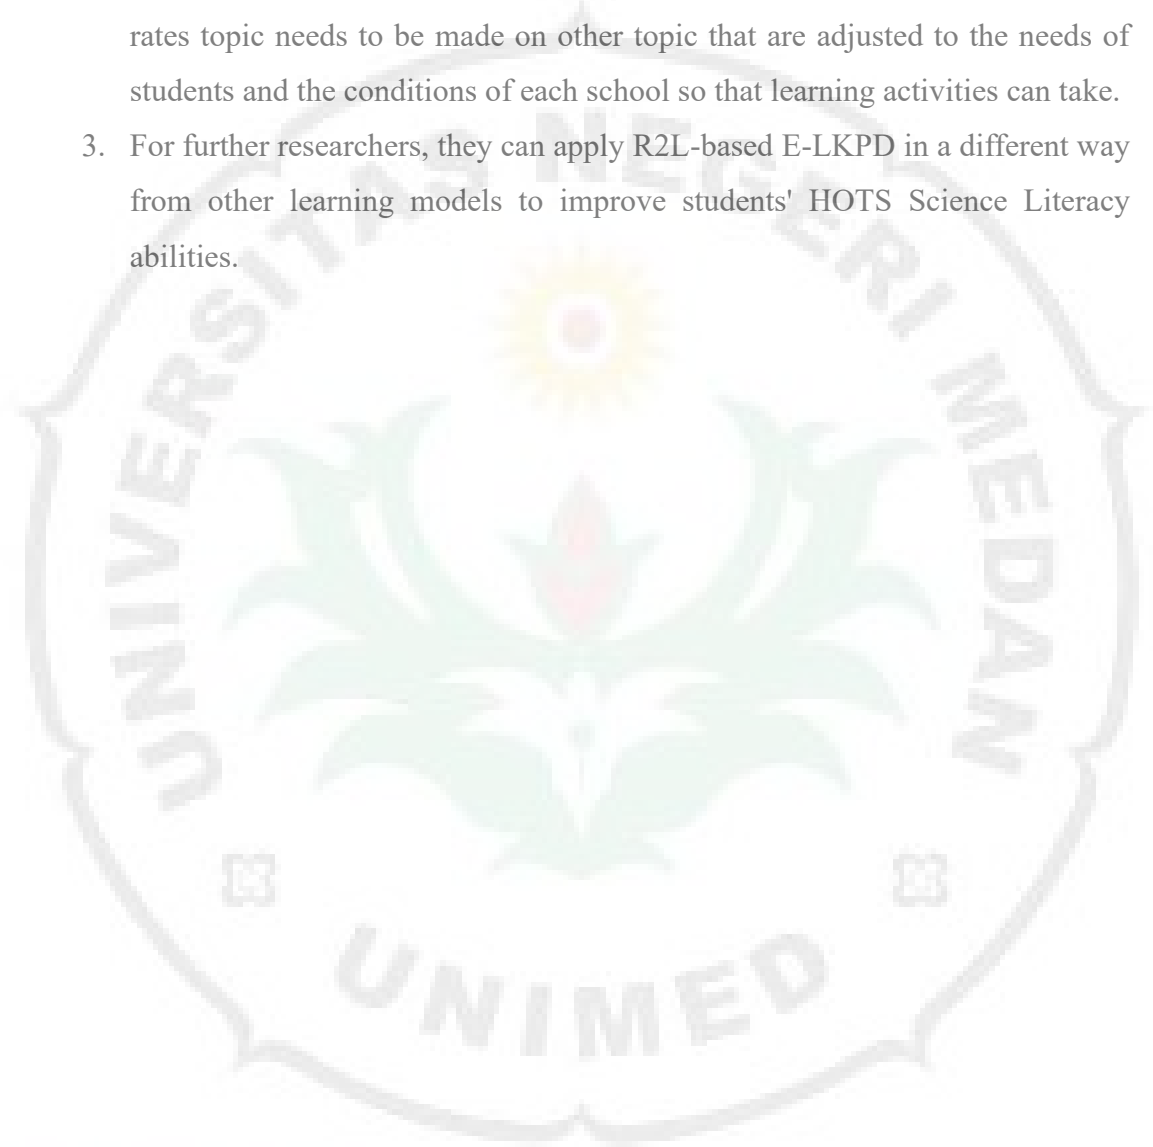 rates topic needs to be made on other topic that are adjusted to the needs of
students and the conditions of each school so that learning activities can take.
3. For further researchers, they can apply R2L-based E-LKPD in a different way
from other learning models to improve students' HOTS Science Literacy
abilities.
UNIVERSITAS NEGERI MEDAN
UNIMED